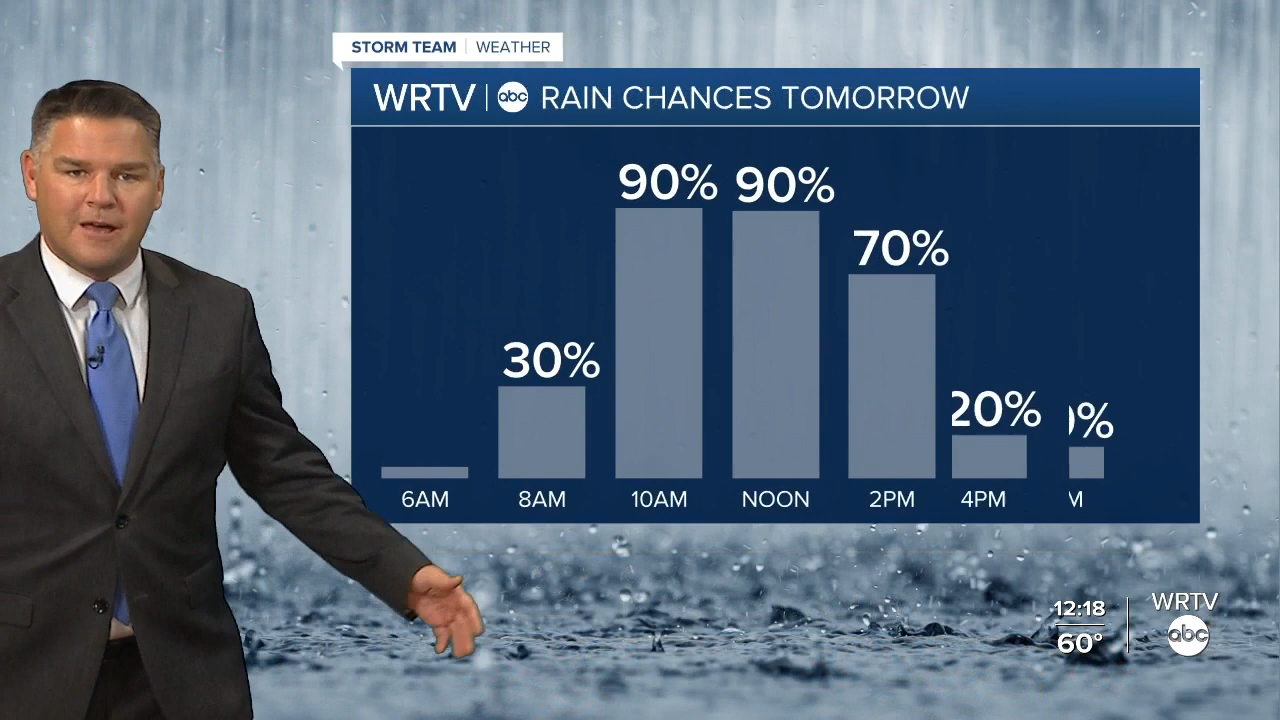 STORM TEAM | WEATHER
WRTV | abc RAIN CHANCES TOMORROW
90% 90%
70%
30%
20%
%
6AM 8AM 10AM NOON 2PM 4PM M
12:18
60°
WRTV
abc